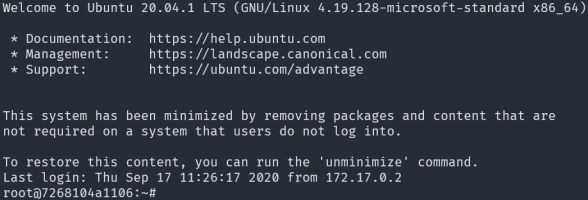 Welcome to Ubuntu 20.04.1 LTS (GNU/Linux 4.19.128-microsoft-standard x86_64)
* Documentation:  https://help.ubuntu.com
* Management:     https://landscape.canonical.com
* Support:        https://ubuntu.com/advantage
This system has been minimized by removing packages and content that are
not required on a system that users do not log into.
To restore this content, you can run the 'unminimize' command.
Last login: Thu Sep 17 11:26:17 2020 from 172.17.0.2
root@7268104a1106:~#